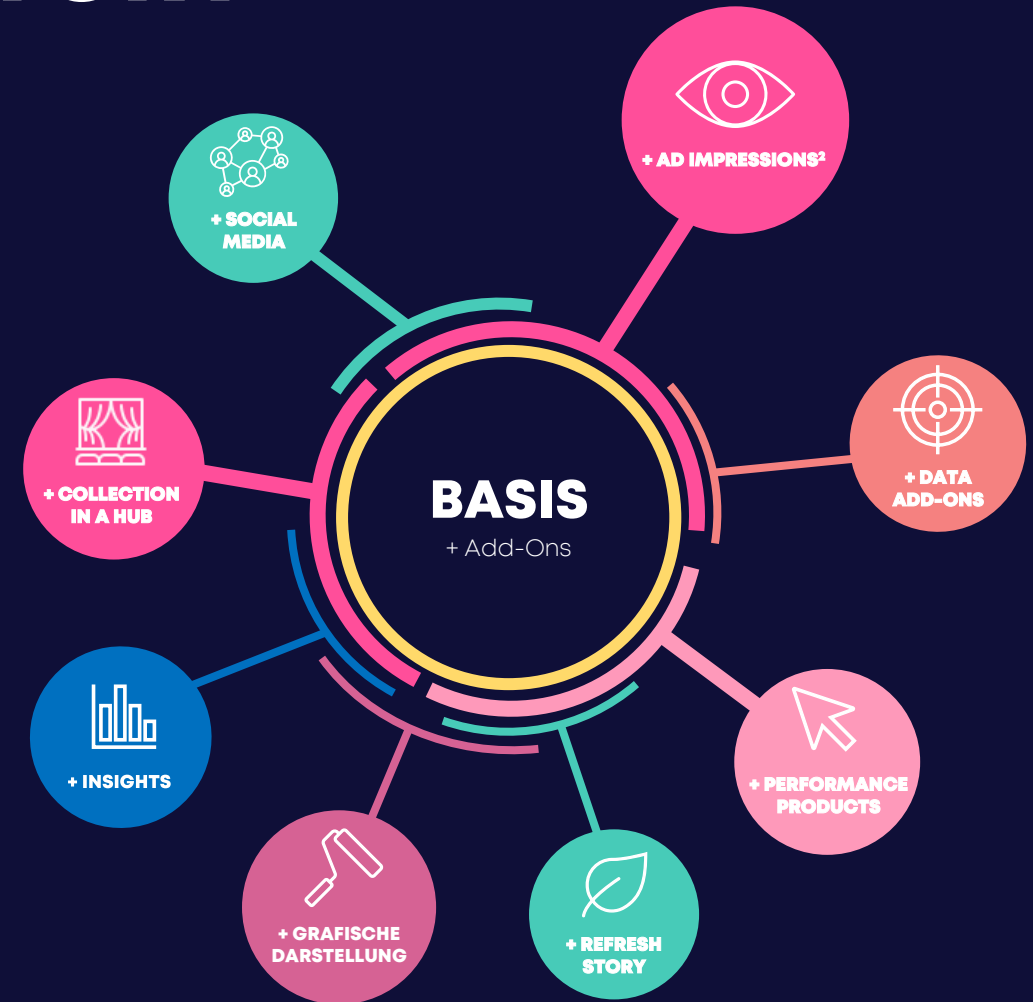 + AD IMPRESSIONS²
+ SOCIAL
MEDIA
+ DATA
ADD-ONS
+ COLLECTION
IN A HUB
BASIS
+ Add-Ons
+ INSIGHTS
+ PERFORMANCE
PRODUCTS
+ GRAFISCHE
DARSTELLUNG
+ REFRESH
STORY